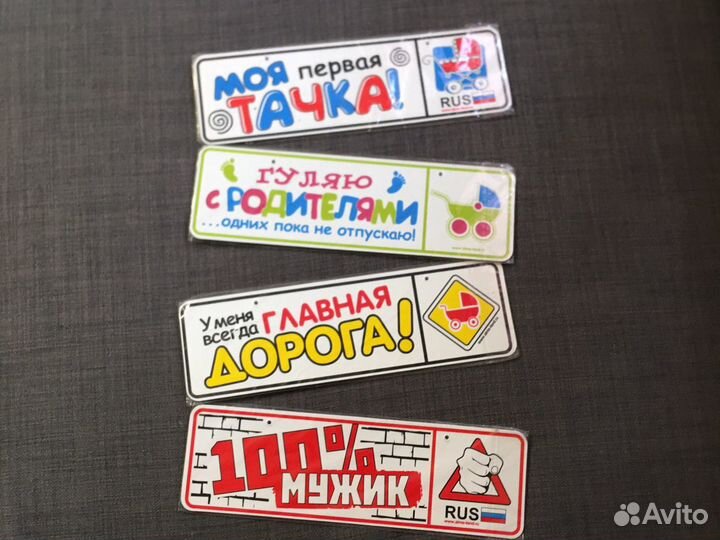 моя первая
ТАЧКА!
RUS
гуляю
с РОДИТЕЛЯМИ
...одних пока не отпускаю!
У меня
всегда
ГЛАВНАЯ
ДОРОГА!
100%
МУЖИК
RUS
Avito